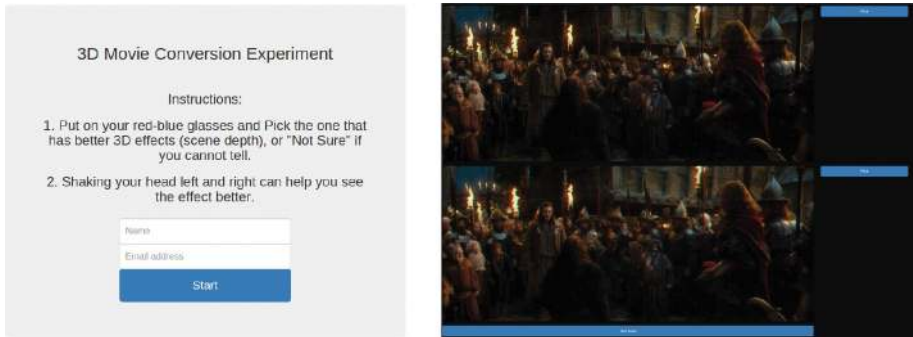 3D Movie Conversion Experiment
Instructions:
1. Put on your red-blue glasses and Pick the one that
has better 3D effects (scene depth), or "Not Sure" if
you cannot tell.
2. Shaking your head left and right can help you see
the effect better.
Name
Email address
Start
Not Sure